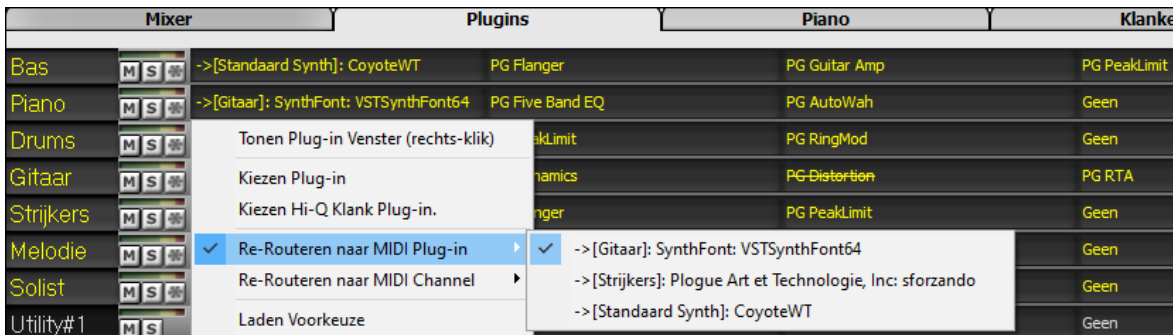 Mixer Plugins Piano Klanke
Bas M S ->[Standaard Synth]: CoyoteWT PG Flanger PG Guitar Amp PG PeakLimit
Piano M S ->[Gitaar]: SynthFont: VSTSynthFont64 PG Five Band EQ PG AutoWah Geen
Drums M S Tonen Plug-in Venster (rechts-klik) akLimit PG RingMod Geen
Gitaar M S Kiezen Plug-in namics PG Distortion PG RTA
Strijkers M S Kiezen Hi-Q Klank Plug-in. nger PG PeakLimit Geen
Melodie M S Re-Routeren naar MIDI Plug-in ->[Gitaar]: SynthFont: VSTSynthFont64 Geen
Solist M S Re-Routeren naar MIDI Channel ->[Strijkers]: Plogue Art et Technologie, Inc: sforzando Geen
->[Standaard Synth]: CoyoteWT
Utility#1 M S Laden Voorkeuze Geen